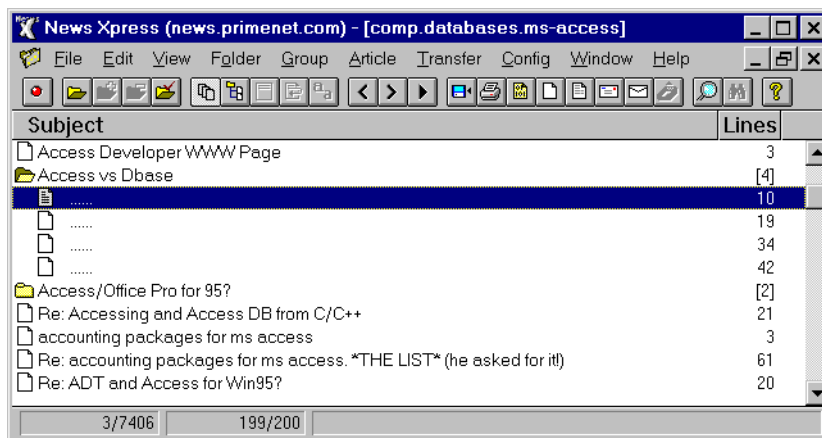 News Xpress (news.primenet.com) - [comp.databases.ms-access]
File Edit View Folder Group Article Transfer Config Window Help
Subject Lines
Access Developer WWW Page 3
Access vs Dbase [4]
...... 10
...... 19
...... 34
...... 42
Access/Office Pro for 95? [2]
Re: Accessing and Access DB from C/C++ 21
accounting packages for ms access 3
Re: accounting packages for ms access. *THE LIST* (he asked for it!) 61
Re: ADT and Access for Win95? 20
3/7406 199/200